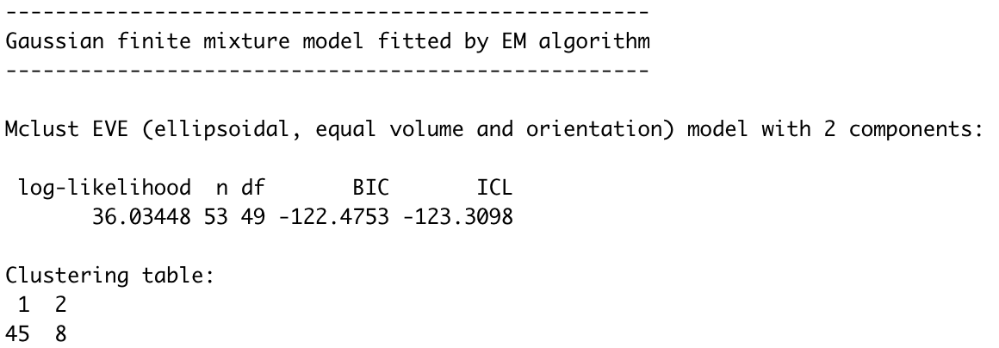 ----------------------------------------------------
Gaussian finite mixture model fitted by EM algorithm
----------------------------------------------------
Mclust EVE (ellipsoidal, equal volume and orientation) model with 2 components:
log-likelihood n df BIC ICL
36.03448 53 49 -122.4753 -123.3098
Clustering table:
1 2
45 8